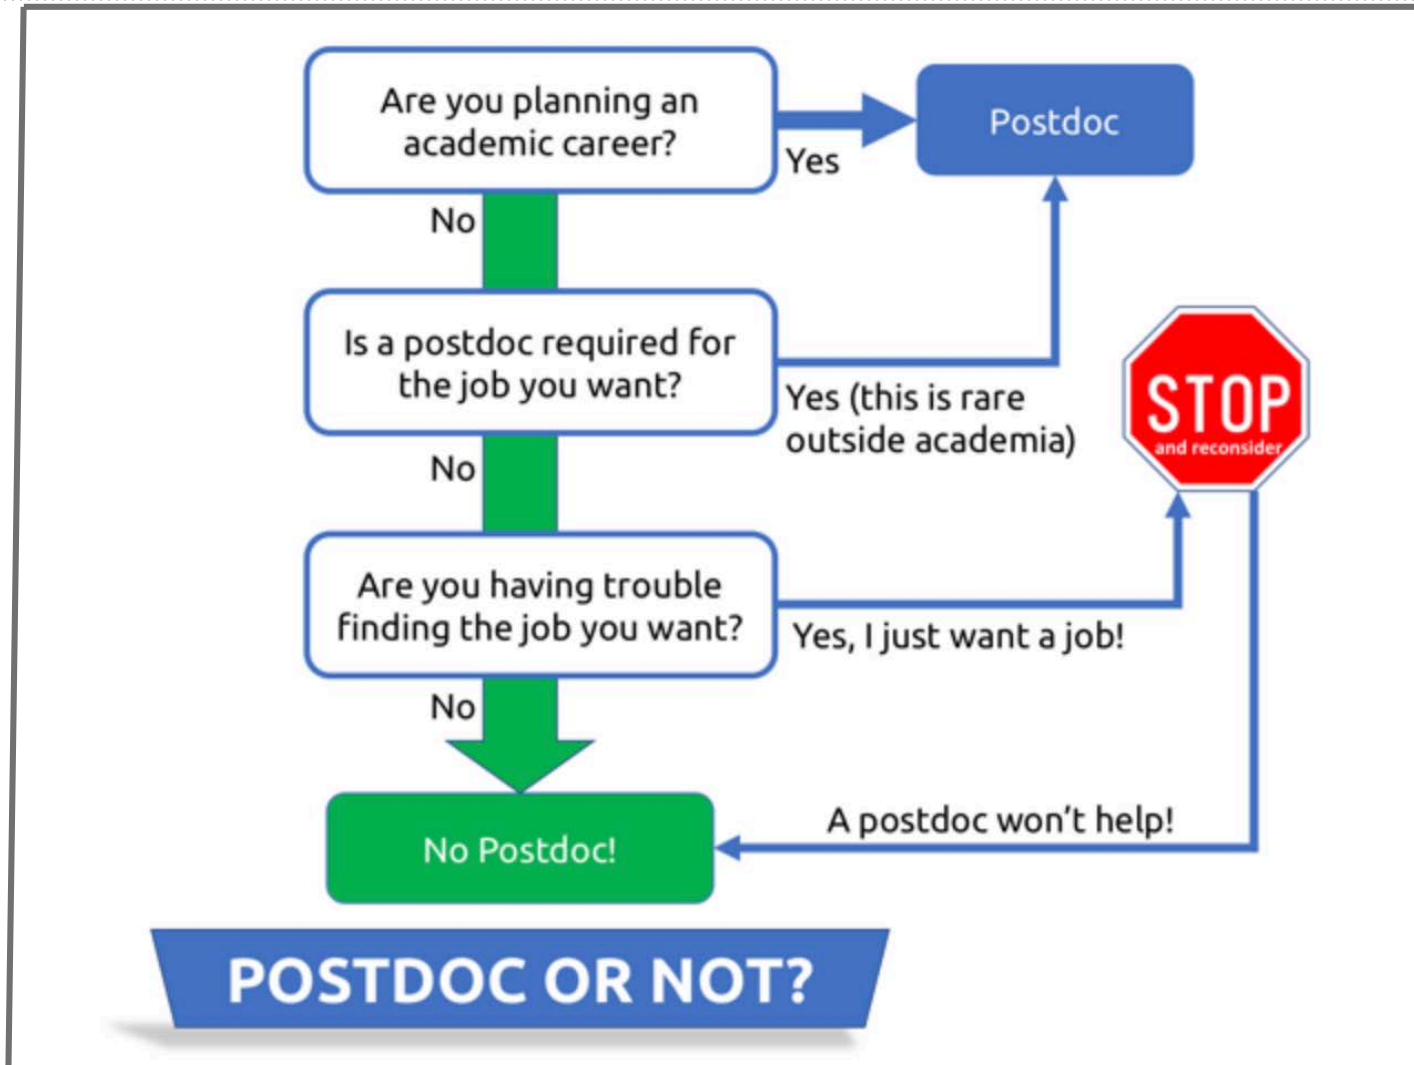 Are you planning an
academic career?
Yes
Postdoc
No
Is a postdoc required for
the job you want?
Yes (this is rare
outside academia)
STOP
and reconsider
No
Are you having trouble
finding the job you want?
Yes, I just want a job!
No
A postdoc won't help!
No Postdoc!
POSTDOC OR NOT?